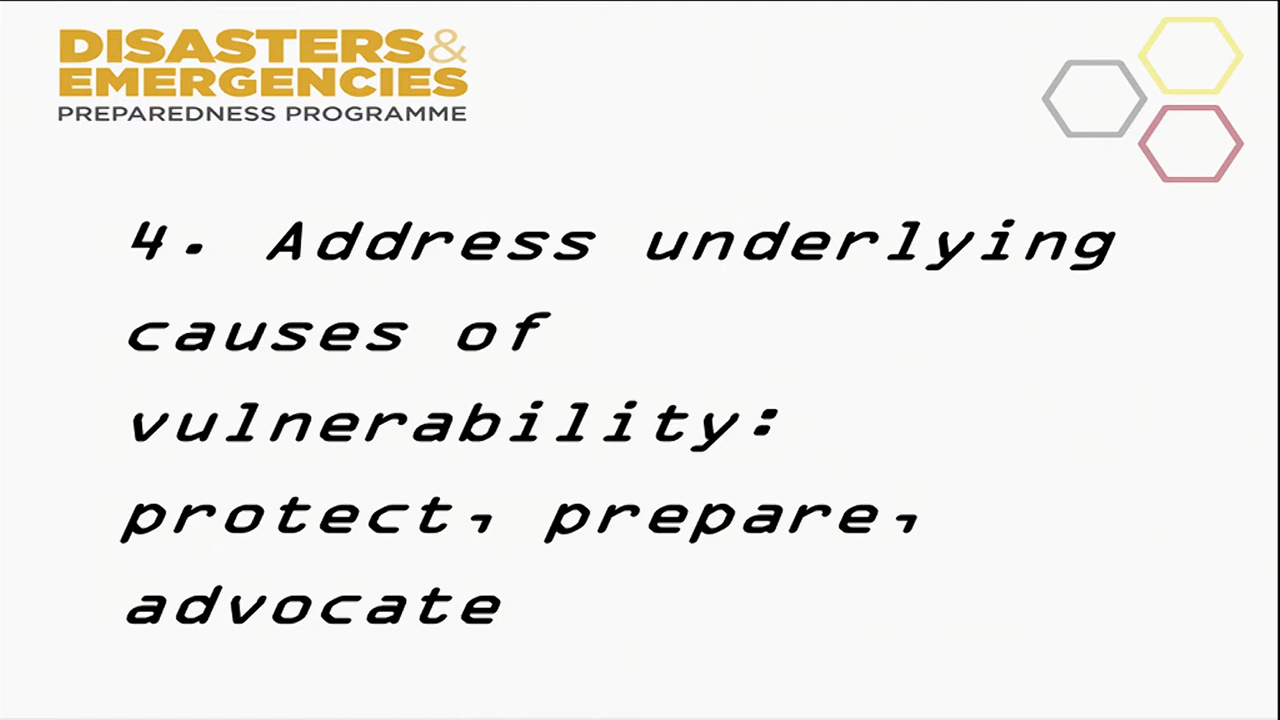 DISASTERS&
EMERGENCIES
PREPAREDNESS PROGRAMME
4. Address underlying
causes of
vulnerability:
protect, prepare,
advocate